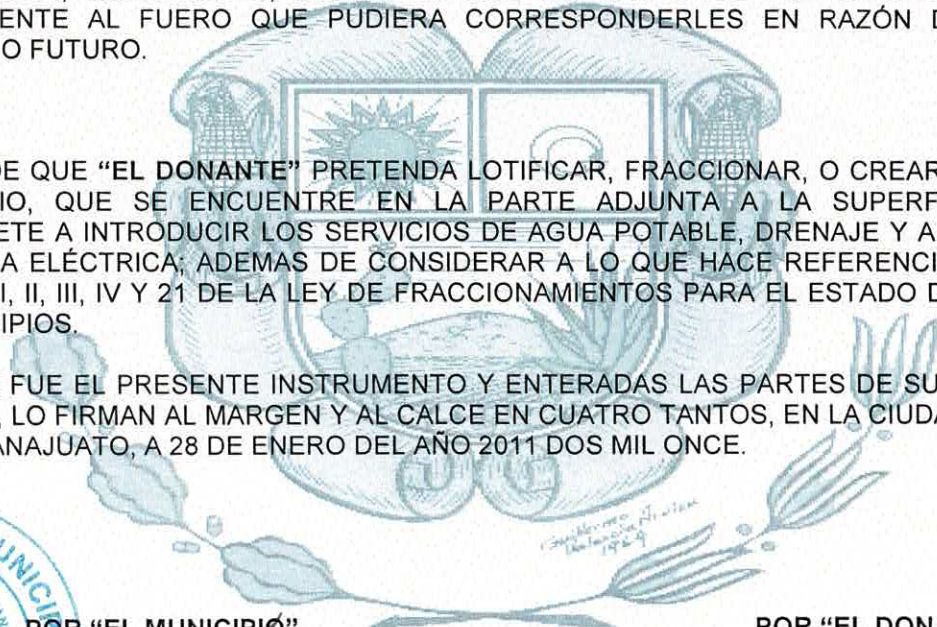 ENTE AL FUERO QUE PUDIERA CORRESPONDERLES EN RAZÓN D
O FUTURO.
DE QUE “EL DONANTE” PRETENDA LOTIFICAR, FRACCIONAR, O CREAR
IO, QUE SE ENCUENTRE EN LA PARTE ADJUNTA A LA SUPERF
ETE A INTRODUCIR LOS SERVICIOS DE AGUA POTABLE, DRENAJE Y A
A ELÉCTRICA; ADEMAS DE CONSIDERAR A LO QUE HACE REFERENCI
I, II, III, IV Y 21 DE LA LEY DE FRACCIONAMIENTOS PARA EL ESTADO D
IPIOS.
FUE EL PRESENTE INSTRUMENTO Y ENTERADAS LAS PARTES DE SU
, LO FIRMAN AL MARGEN Y AL CALCE EN CUATRO TANTOS, EN LA CIUDA
ANAJUATO, A 28 DE ENERO DEL AÑO 2011 DOS MIL ONCE.
Guillermo
1969
MUNICIP
POR “EL MUNICIPIO” POR “EL DON